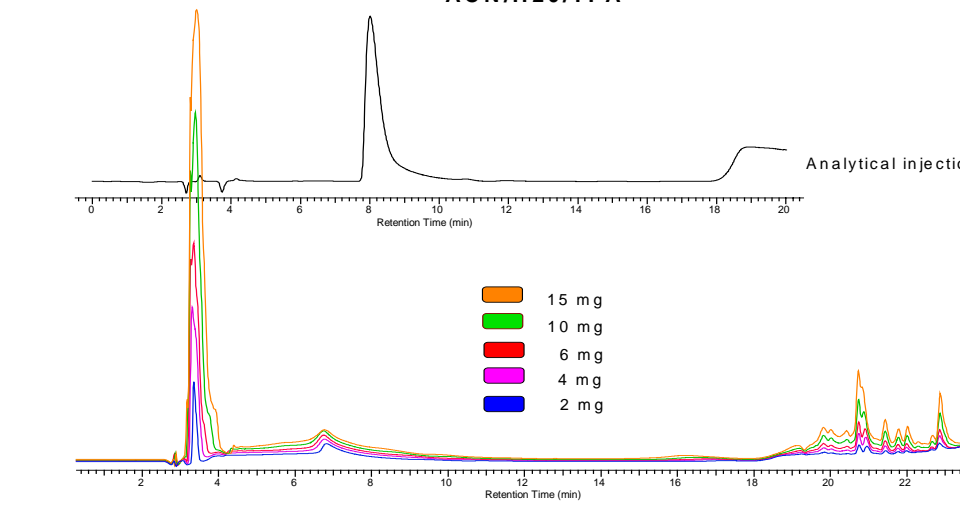 Analytical
0 2 4 6 8 10 12 14 16 18 20
Retention Time (min)
15 mg
10 mg
6 mg
4 mg
2 mg
2 4 6 8 10 12 14 16 18 20 22
Retention Time (min)